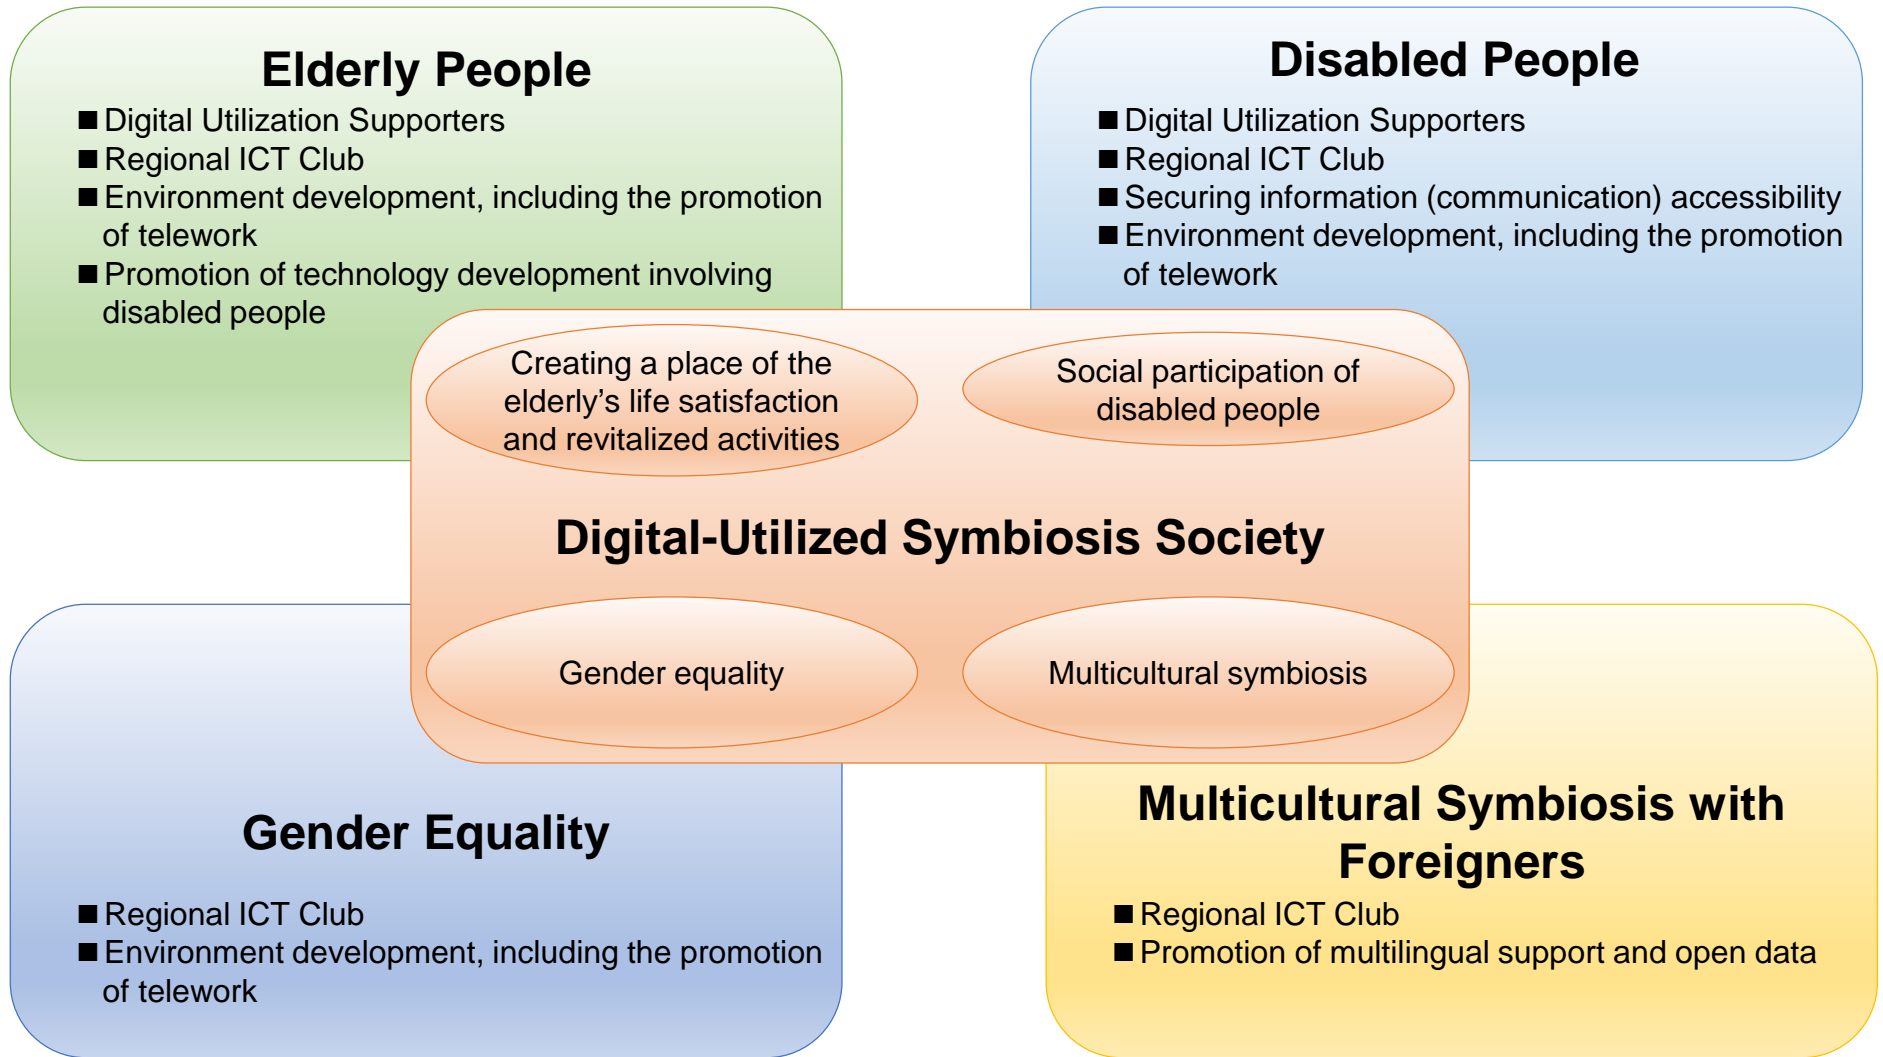 Elderly People
■ Digital Utilization Supporters
■ Regional ICT Club
■ Environment development, including the promotion
of telework
■ Promotion of technology development involving
disabled people
Disabled People
■ Digital Utilization Supporters
■ Regional ICT Club
■ Securing information (communication) accessibility
■ Environment development, including the promotion
of telework
Creating a place of the
elderly’s life satisfaction
and revitalized activities
Social participation of
disabled people
Digital-Utilized Symbiosis Society
Gender equality
Multicultural symbiosis
Gender Equality
■ Regional ICT Club
■ Environment development, including the promotion
of telework
Multicultural Symbiosis with
Foreigners
■ Regional ICT Club
■ Promotion of multilingual support and open data